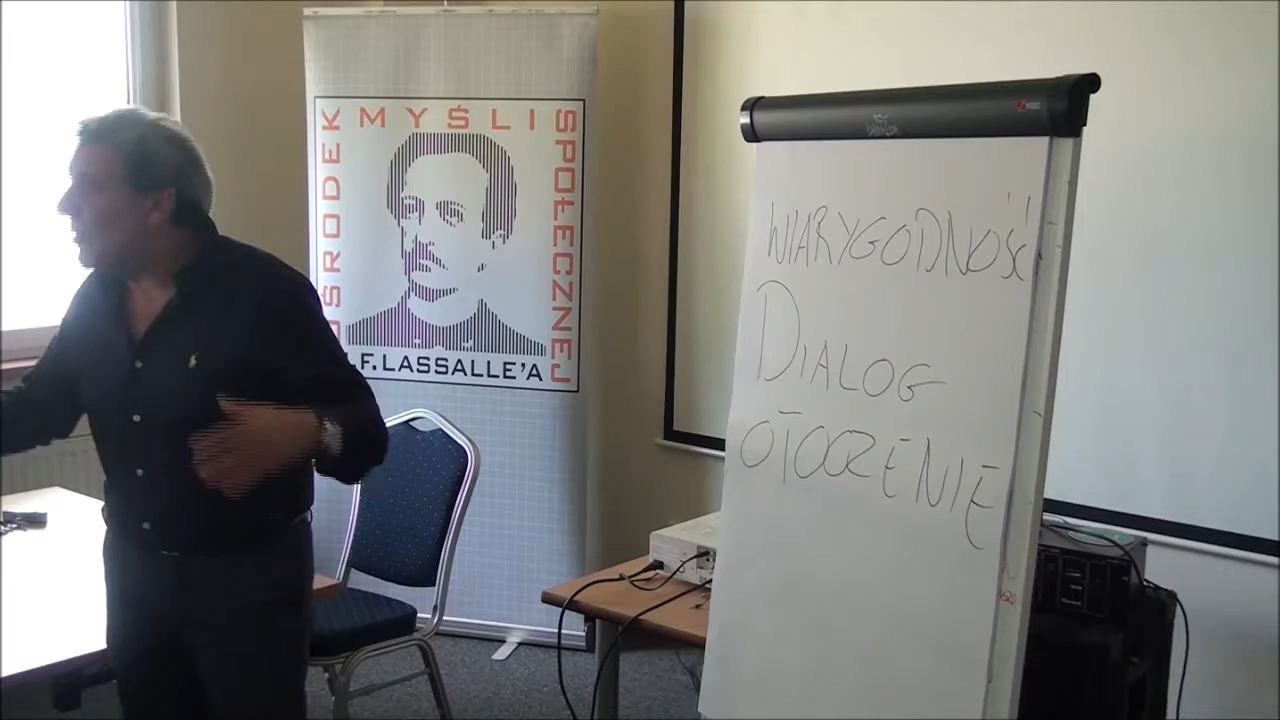 OŚRODEK MYŚLI SPOŁECZNEJ
F.LASSALLE'A
WIARYGODNOŚĆ
DIALOG
OTOCZENIE